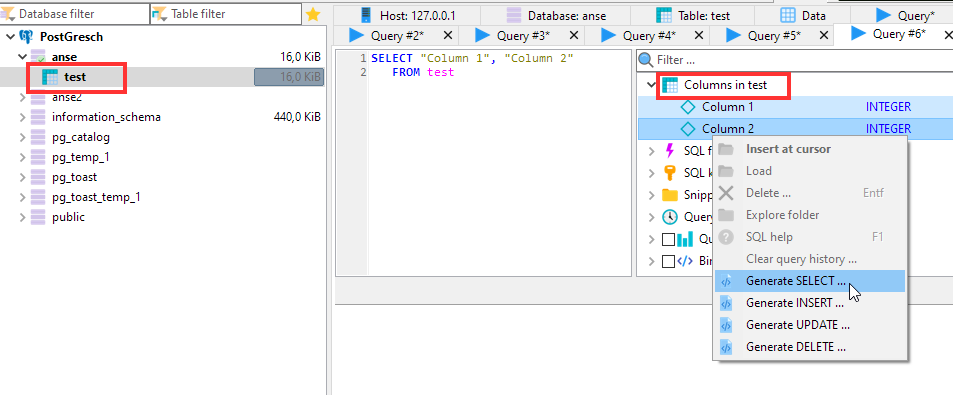 Database filter
Table filter
PostGresch
anse 16,0 KiB
test 16,0 KiB
anse2
information_schema 440,0 KiB
pg_catalog
pg_temp_1
pg_toast
pg_toast_temp_1
public
Host: 127.0.0.1
Database: anse
Table: test
Data
Query*
Query #2*
Query #3*
Query #4*
Query #5*
Query #6*
1 SELECT "Column 1", "Column 2"
2 FROM test
Filter ...
Columns in test
Column 1 INTEGER
Column 2 INTEGER
SQL f
SQL k
Snipp
Query
Qu
Bin
Insert at cursor
Load
Delete ... Entf
Explore folder
SQL help F1
Clear query history ...
Generate SELECT ...
Generate INSERT ...
Generate UPDATE ...
Generate DELETE ...